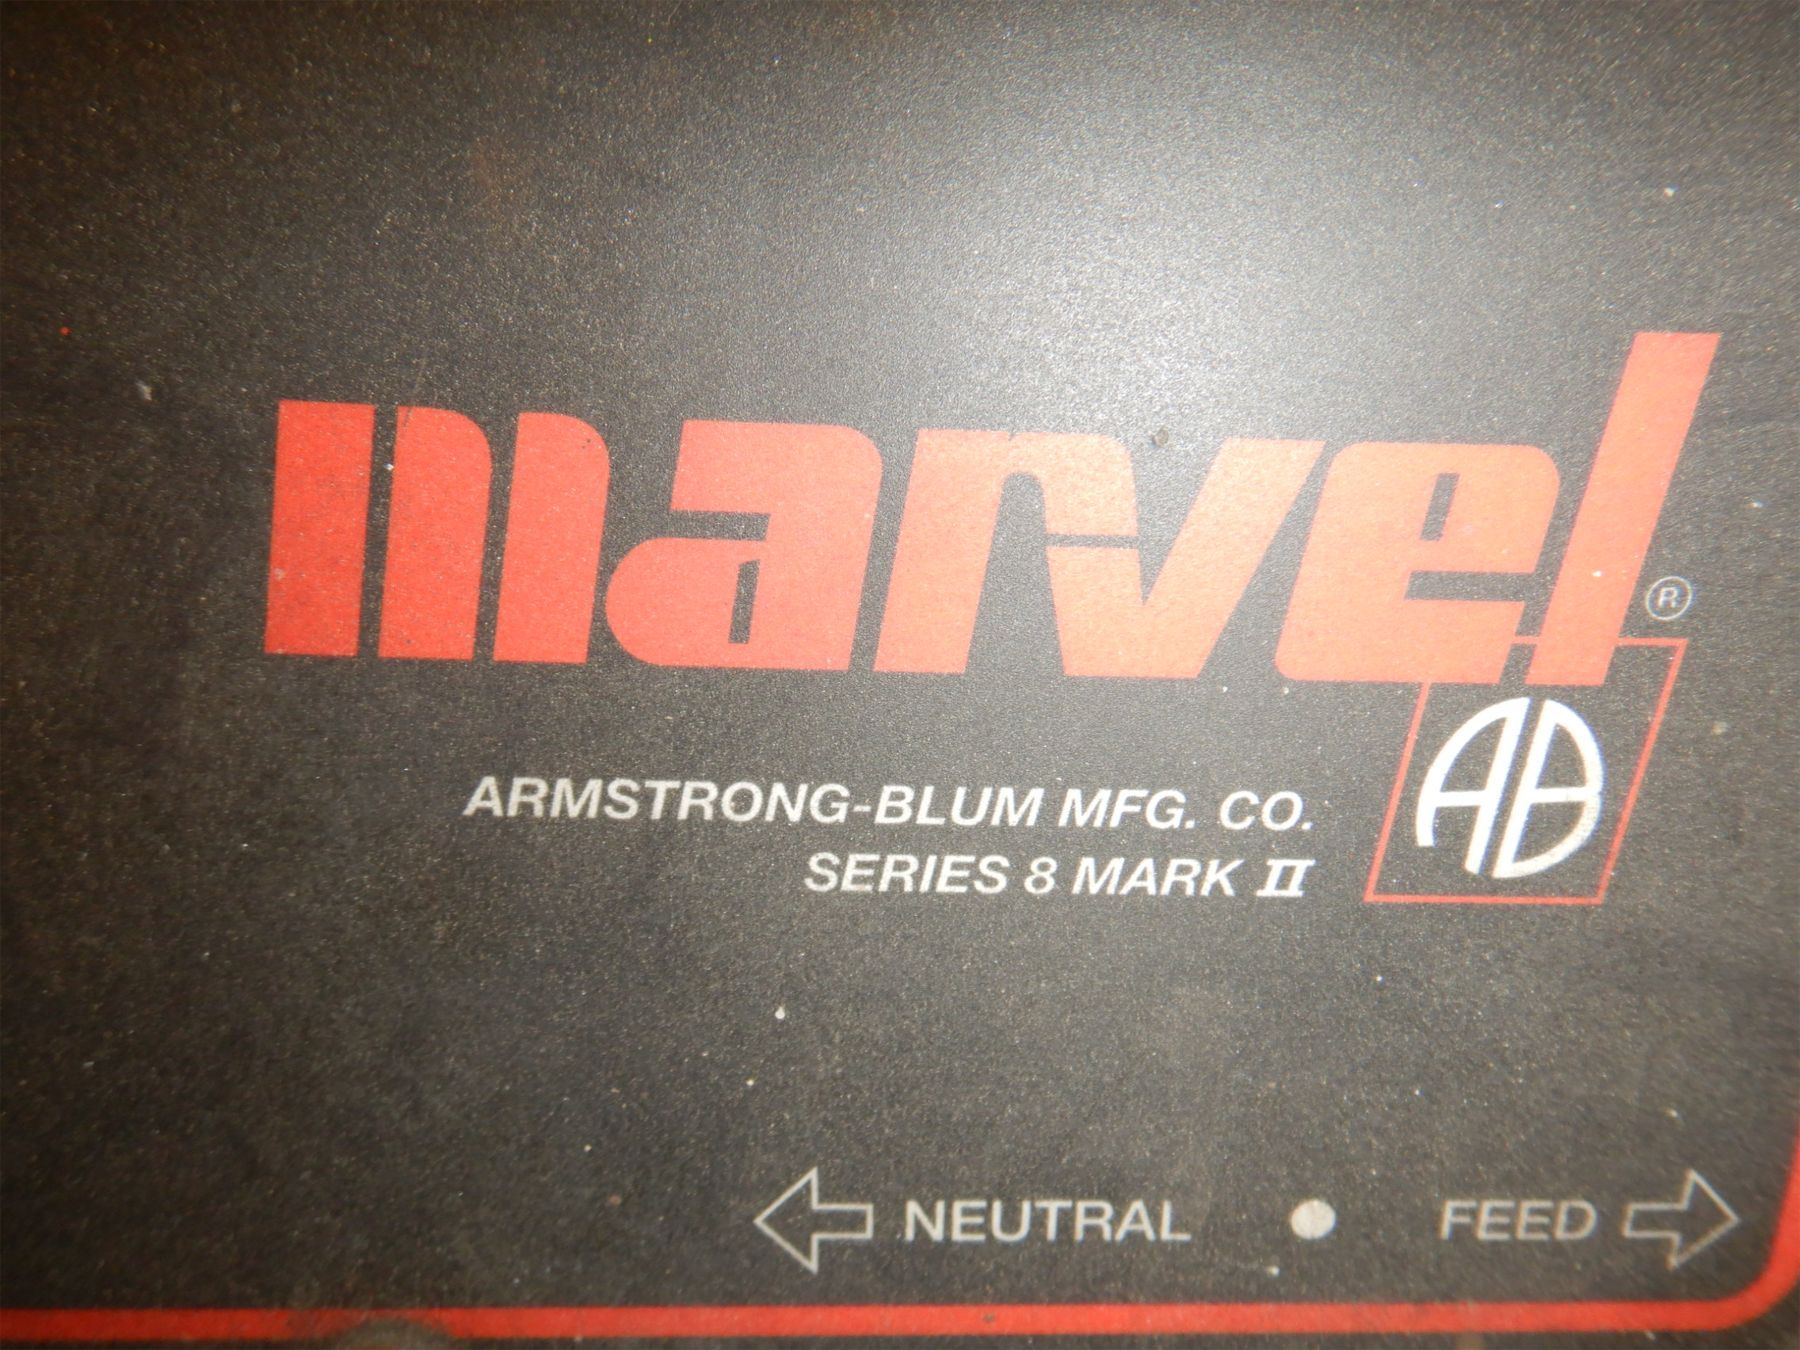 marvel®
AB
ARMSTRONG-BLUM MFG. CO.
SERIES 8 MARK II
NEUTRAL • FEED